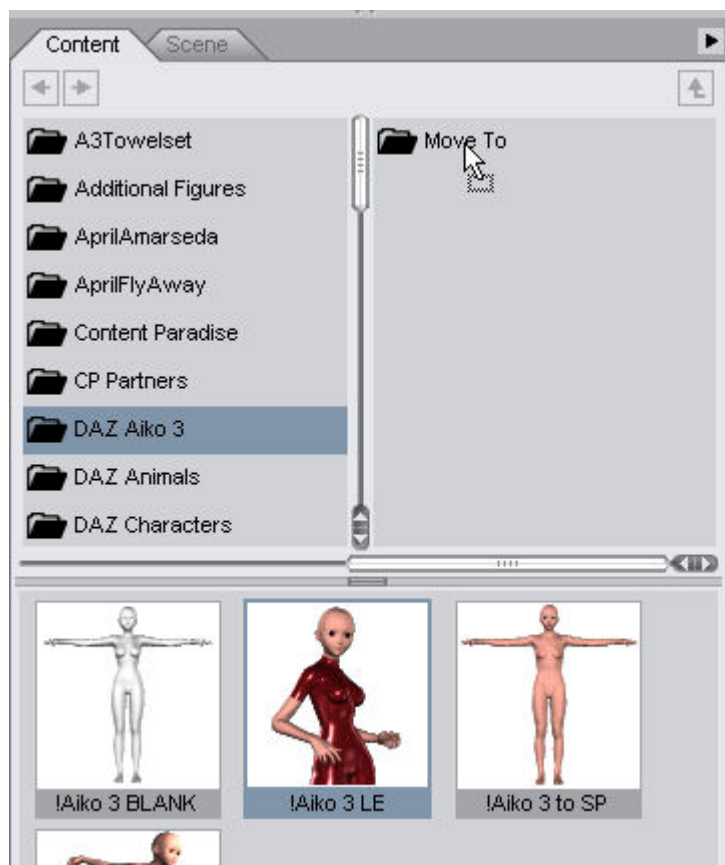 Content
Scene
A3Towelset
Additional Figures
AprilAmarseda
AprilFlyAway
Content Paradise
CP Partners
DAZ Aiko 3
DAZ Animals
DAZ Characters
Move To
!Aiko 3 BLANK
!Aiko 3 LE
!Aiko 3 to SP